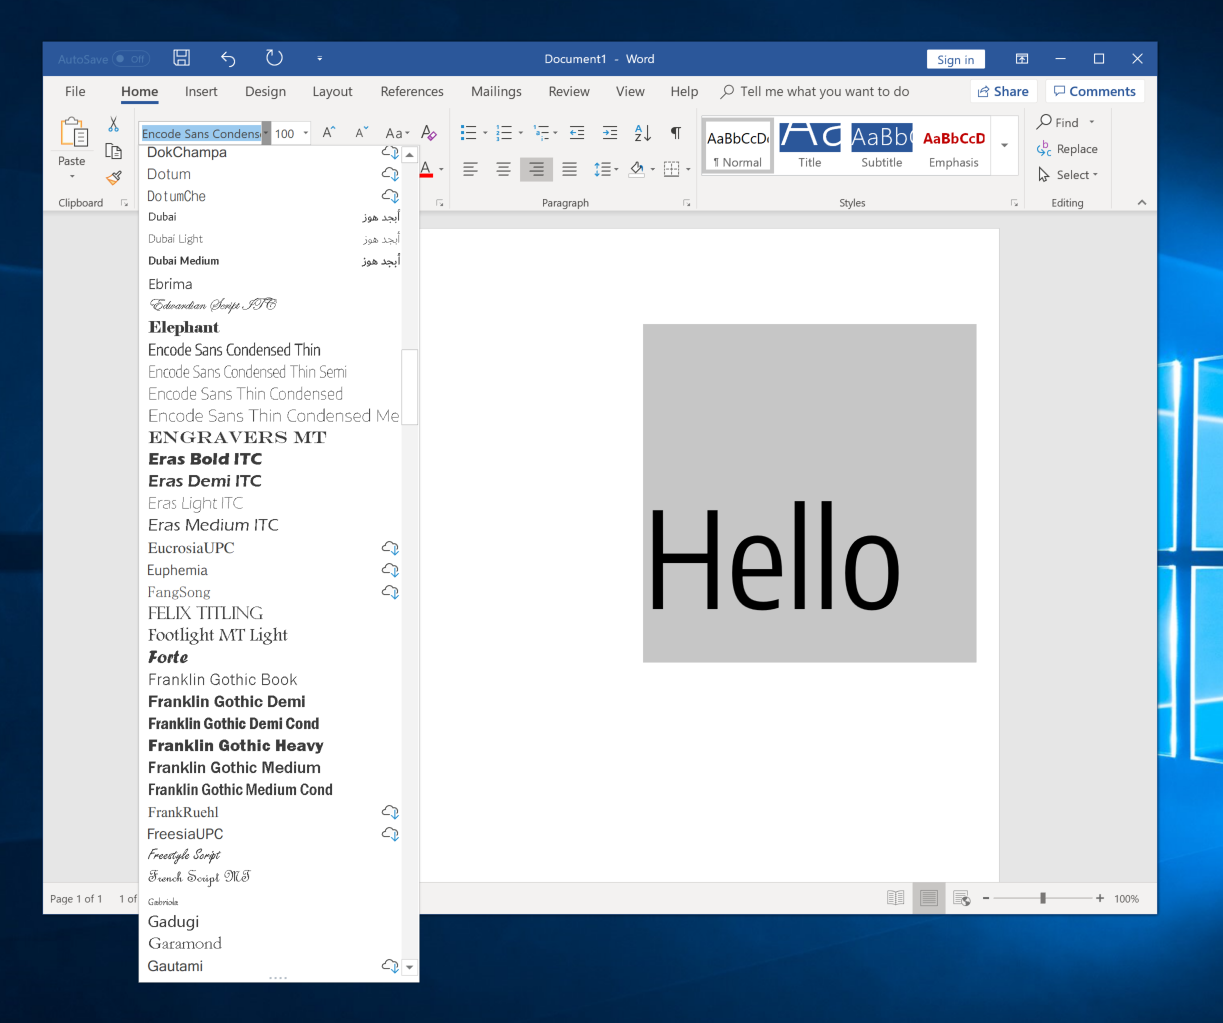 AutoSave Off
Document1 - Word
Sign in
File Home Insert Design Layout References Mailings Review View Help Tell me what you want to do Share Comments
Encode Sans Condens 100 Aa
Paste
Clipboard
Paragraph
AaBbCcDc
¶ Normal
Title
AaBb
Subtitle
AaBbCcD
Emphasis
Styles
Find
Replace
Select
Editing
DokChampa
Dotum
DotumChe
Dubai أبجد هوز
Dubai Light أبجد هوز
Dubai Medium أبجد هوز
Ebrima
Edwardian Script ITC
Elephant
Encode Sans Condensed Thin
Encode Sans Condensed Thin Semi
Encode Sans Thin Condensed
Encode Sans Thin Condensed Me
ENGRAVERS MT
Eras Bold ITC
Eras Demi ITC
Eras Light ITC
Eras Medium ITC
EucrosiaUPC
Euphemia
FangSong
FELIX TITLING
Footlight MT Light
Forte
Franklin Gothic Book
Franklin Gothic Demi
Franklin Gothic Demi Cond
Franklin Gothic Heavy
Franklin Gothic Medium
Franklin Gothic Medium Cond
FrankRuehl
FreesiaUPC
Freestyle Script
French Script MT
Gabriola
Gadugi
Garamond
Gautami
Hello
Page 1 of 1 1 of
100%